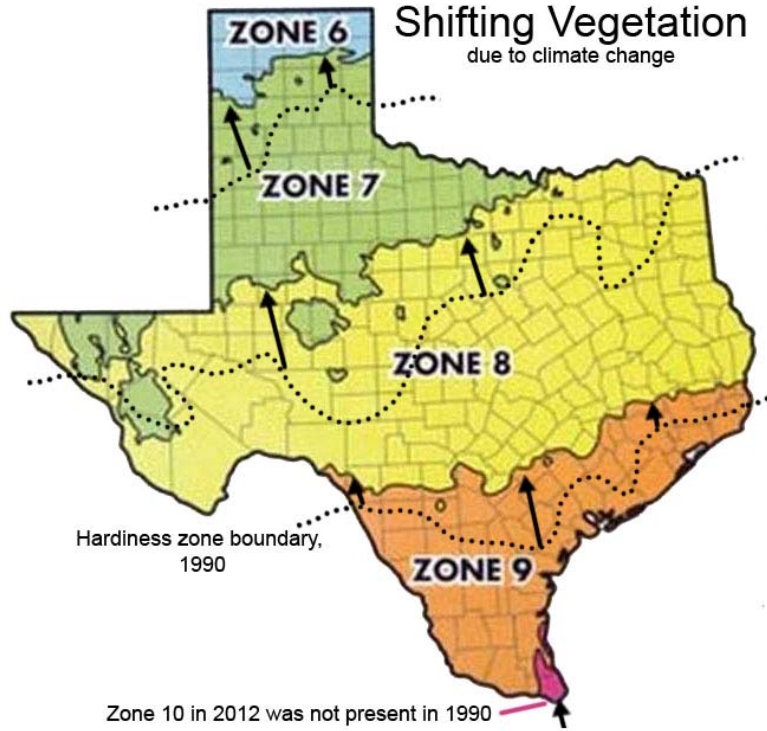 Shifting Vegetation
due to climate change
ZONE 6
ZONE 7
ZONE 8
Hardiness zone boundary,
1990
ZONE 9
Zone 10 in 2012 was not present in 1990